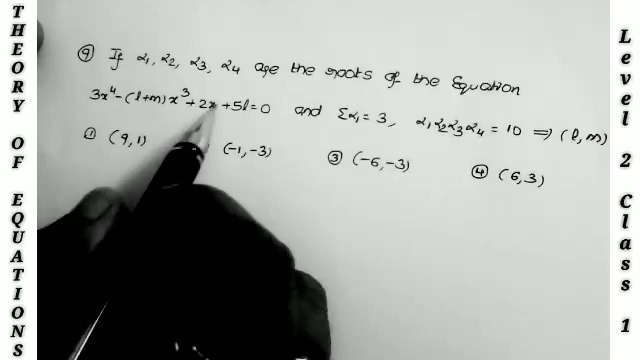 THEORY OF EQUATIONS
⑨ If α₁, α₂, α₃, α₄ are the roots of the Equation
3x⁴ - (l+m) x³ + 2x + 5l = 0 and Σα₁ = 3, α₁α₂α₃α₄ = 10 ⇒ (l, m)
① (9, 1) (-1, -3) ③ (-6, -3) ④ (6, 3)
Level 2 Class 1